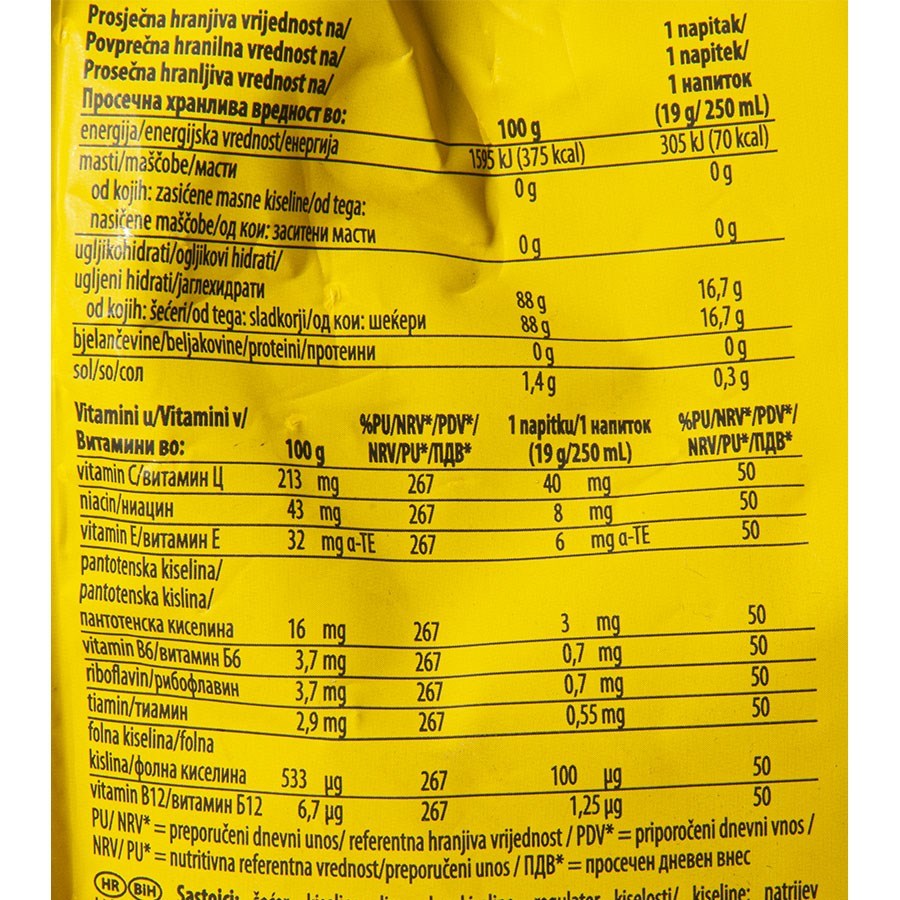 Prosječna hranjiva vrijednost na/
Povprečna hranilna vrednost na/
Prosečna hranljiva vrednost na/
Просечна хранлива вредност во:
100 g
1 napitak/
1 napitek/
1 напиток
(19 g/ 250 mL)
energija/energijska vrednost/енергија 1595 kJ (375 kcal) 305 kJ (70 kcal)
masti/maščobe/масти 0 g 0 g
od kojih: zasićene masne kiseline/od tega:
nasičene maščobe/од кои: заситени масти 0 g 0 g
ugljikohidrati/ogljikovi hidrati/
ugljeni hidrati/јаглехидрати 88 g 16,7 g
od kojih: šećeri/od tega: sladkorji/од кои: шеќери 88 g 16,7 g
bjelančevine/beljakovine/proteini/протеини 0 g 0 g
sol/so/сол 1,4 g 0,3 g
Vitamini u/Vitamini v/ %PU/NRV*/PDV*/ 1 napitku/1 напиток %PU/NRV*/PDV*/
Витамини во: 100 g NRV/PU*/ПДВ* (19 g/250 mL) NRV/PU*/ПДВ*
vitamin C/витамин Ц 213 mg 267 40 mg 50
niacin/ниацин 43 mg 267 8 mg 50
vitamin E/витамин Е 32 mg α-TE 267 6 mg α-TE 50
pantotenska kiselina/
pantotenska kislina/
пантотенска киселина 16 mg 267 3 mg 50
vitamin B6/витамин Б6 3,7 mg 267 0,7 mg 50
riboflavin/рибофлавин 3,7 mg 267 0,7 mg 50
tiamin/тиамин 2,9 mg 267 0,55 mg 50
folna kiselina/folna
kislina/фолна киселина 533 µg 267 100 µg 50
vitamin B12/витамин Б12 6,7 µg 267 1,25 µg 50
PU/ NRV* = preporučeni dnevni unos/ referentna hranjiva vrijednost / PDV* = priporočeni dnevni vnos /
NRV/ PU* = nutritivna referentna vrednost/preporučeni unos / ПДВ* = просечен дневен внес
HR BiH Sastojci: šećer, regulator kiselosti/ kiseline: natrijev